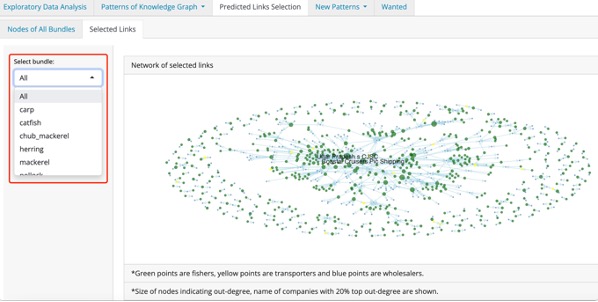 Exploratory Data Analysis
Patterns of Knowledge Graph
Predicted Links Selection
New Patterns
Wanted
Nodes of All Bundles
Selected Links
Select bundle:
All
All
carp
catfish
chub_mackerel
herring
mackerel
Network of selected links
*Green points are fishers, yellow points are transporters and blue points are wholesalers.
*Size of nodes indicating out-degree, name of companies with 20% top out-degree are shown.